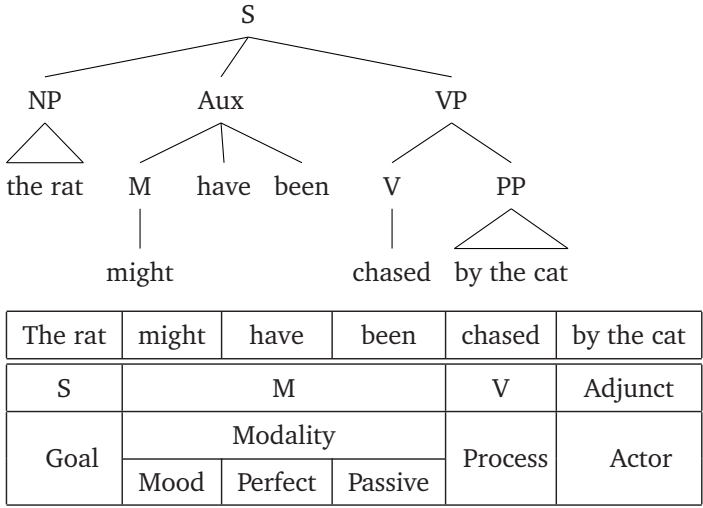 S
NP Aux VP
the rat M have been V PP
might chased by the cat
The rat might have been chased by the cat
S M V Adjunct
Goal Modality Process Actor
Mood Perfect Passive